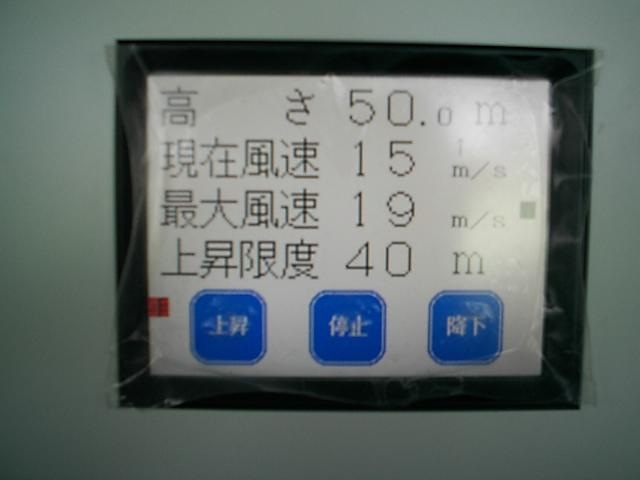 高さ 50.0 m
現在風速 15 m/s
最大風速 19 m/s
上昇限度 40 m
上昇 停止 降下